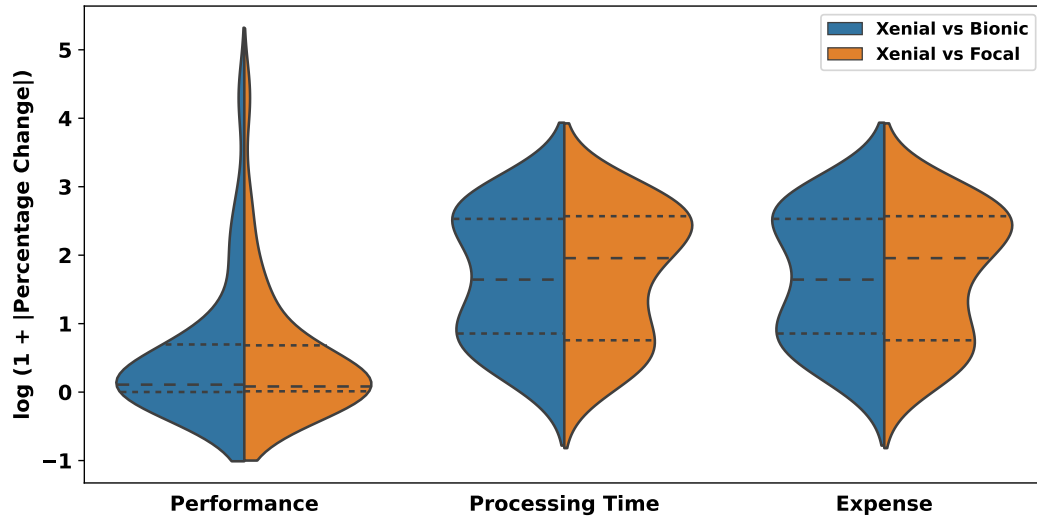 log (1 + |Percentage Change|)
5
4
3
2
1
0
−1
Xenial vs Bionic
Xenial vs Focal
Performance
Processing Time
Expense